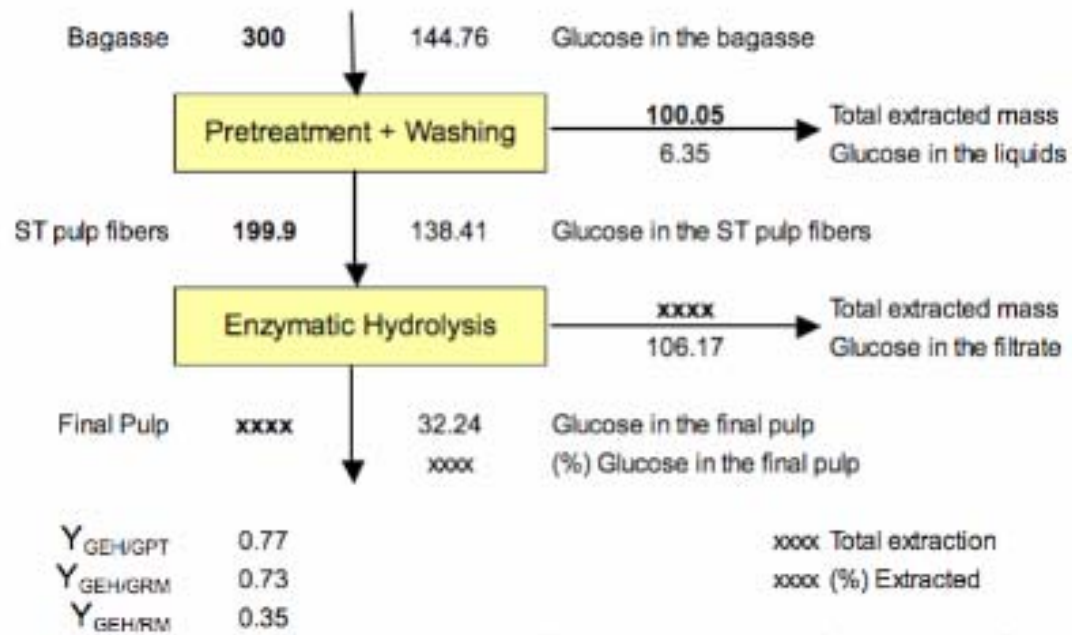 Bagasse 300 144.76 Glucose in the bagasse
Pretreatment + Washing
100.05 Total extracted mass
6.35 Glucose in the liquids
ST pulp fibers 199.9 138.41 Glucose in the ST pulp fibers
Enzymatic Hydrolysis
xxxx Total extracted mass
106.17 Glucose in the filtrate
Final Pulp xxxx 32.24 Glucose in the final pulp
xxxx (%) Glucose in the final pulp
Y GEH/GPT 0.77 xxxx Total extraction
Y GEH/GRM 0.73 xxxx (%) Extracted
Y GEH/RM 0.35